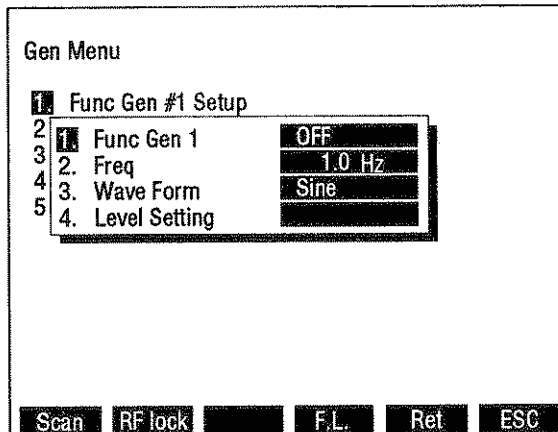 Gen Menu
1. Func Gen #1 Setup
2
3
4
5
1. Func Gen 1 OFF
2. Freq 1.0 Hz
3. Wave Form Sine
4. Level Setting
Scan RF lock F.L. Ret ESC